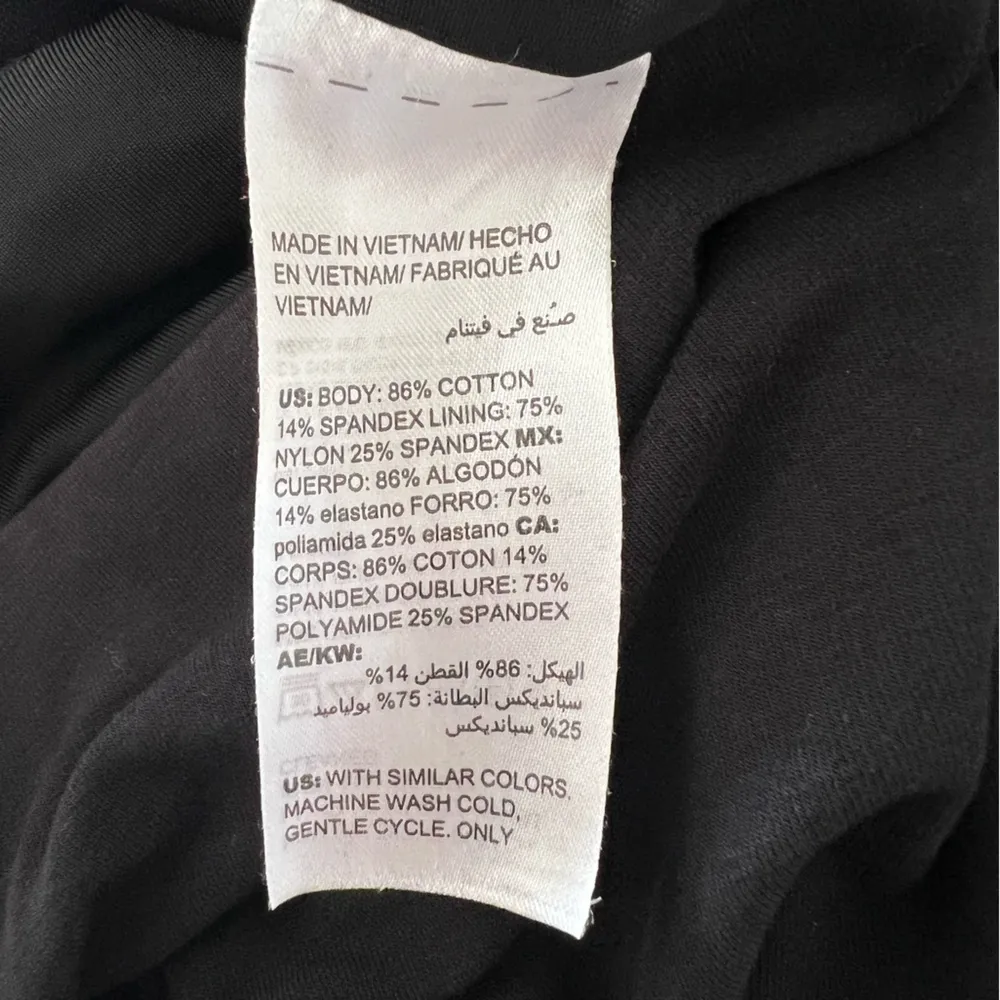 MADE IN VIETNAM/ HECHO
EN VIETNAM/ FABRIQUÉ AU
VIETNAM/
صُنع في فيتنام
US: BODY: 86% COTTON
14% SPANDEX LINING: 75%
NYLON 25% SPANDEX MX:
CUERPO: 86% ALGODÓN
14% elastano FORRO: 75%
poliamida 25% elastano CA:
CORPS: 86% COTON 14%
SPANDEX DOUBLURE: 75%
POLYAMIDE 25% SPANDEX
AE/KW:
الهيكل: 86% القطن 14%
سبانديكس البطانة: 75% بولياميد
25% سبانديكس
US: WITH SIMILAR COLORS.
MACHINE WASH COLD,
GENTLE CYCLE. ONLY